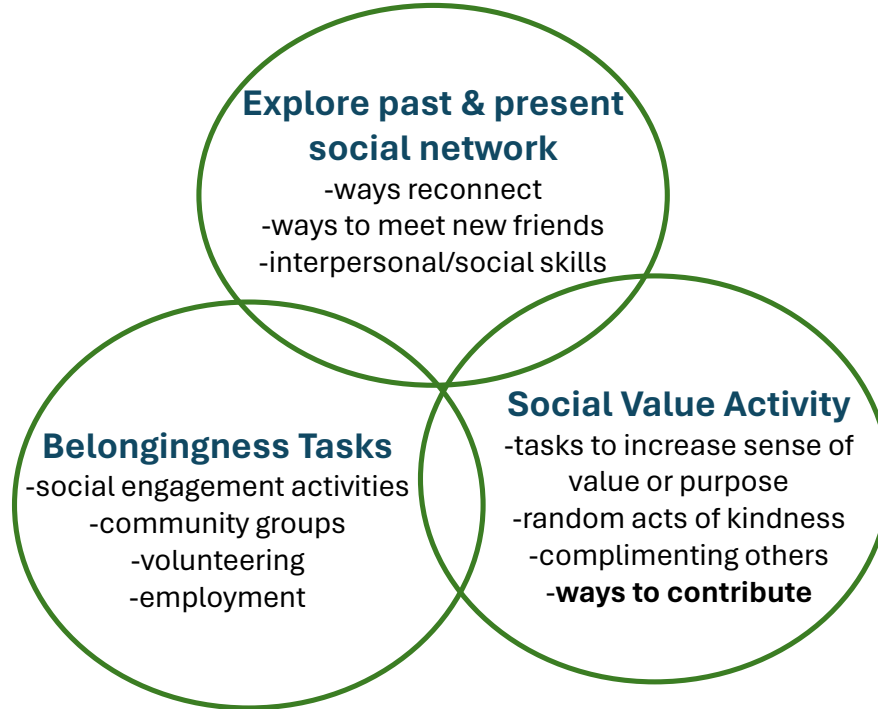 Explore past & present
social network
-ways reconnect
-ways to meet new friends
-interpersonal/social skills
Belongingness Tasks
-social engagement activities
-community groups
-volunteering
-employment
Social Value Activity
-tasks to increase sense of
value or purpose
-random acts of kindness
-complimenting others
-ways to contribute